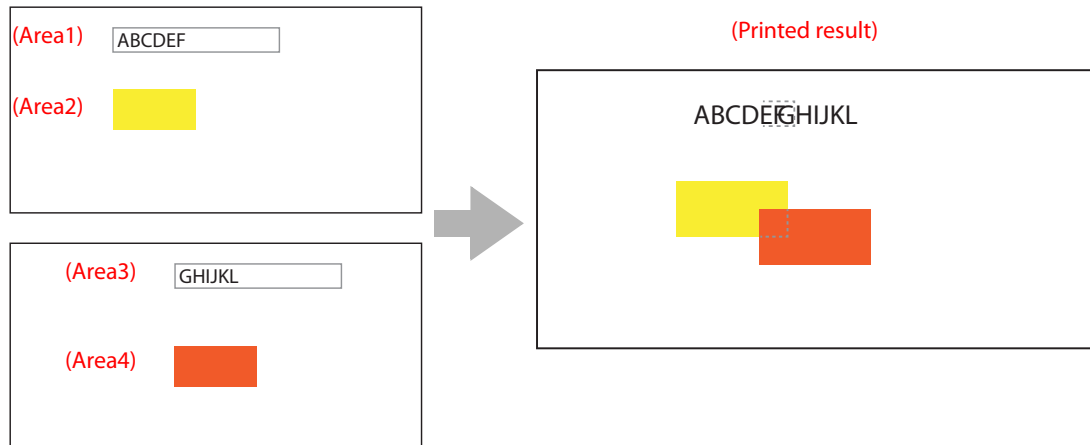 (Area1)
ABCDEF
(Area2)
(Area3)
GHIJKL
(Area4)
(Printed result)
ABCDEFGHIJKL